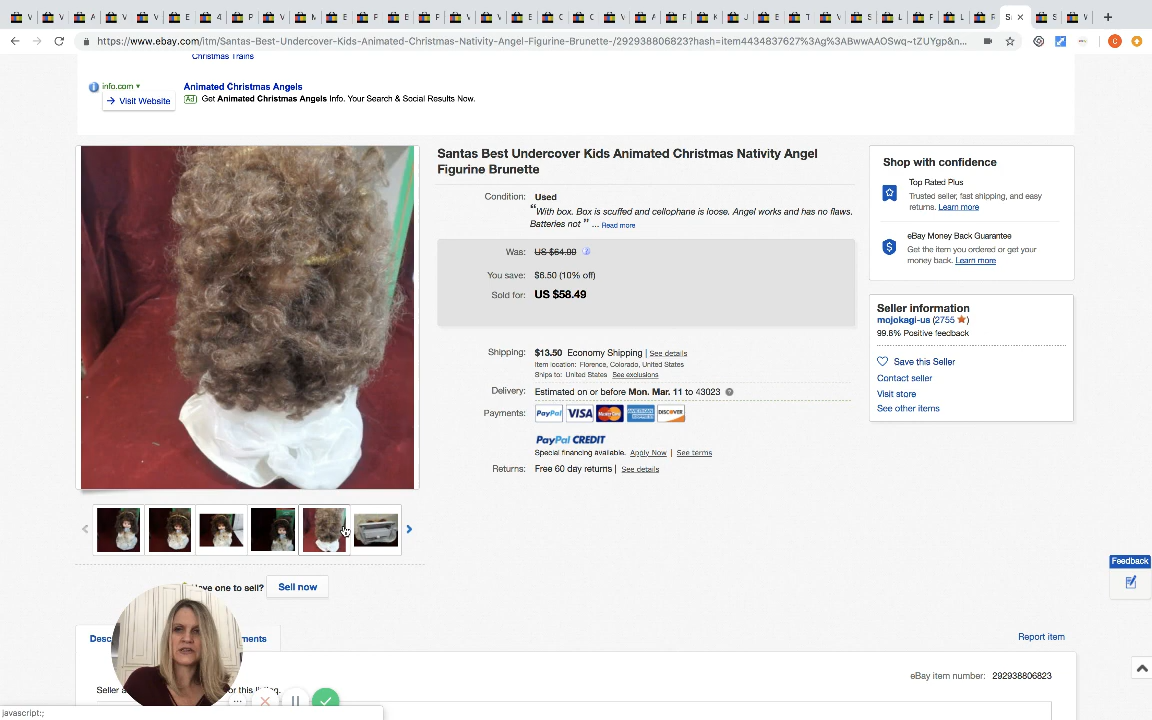 https://www.ebay.com/itm/Santas-Best-Undercover-Kids-Animated-Christmas-Nativity-Angel-Figurine-Brunette-/292938806823?hash=item4434837627%3Ag%3ABwwAAOSwq~tZUYgp&n...
Christmas Trains
info.com
Visit Website
Animated Christmas Angels
Ad Get Animated Christmas Angels Info. Your Search & Social Results Now.
Santas Best Undercover Kids Animated Christmas Nativity Angel
Figurine Brunette
Condition: Used
“With box. Box is scuffed and cellophane is loose. Angel works and has no flaws.
Batteries not ” ... Read more
Was: US $64.99
You save: $6.50 (10% off)
Sold for: US $58.49
Shipping: $13.50 Economy Shipping | See details
Item location: Florence, Colorado, United States
Ships to: United States See exclusions
Delivery: Estimated on or before Mon. Mar. 11 to 43023
Payments: PayPal VISA MasterCard AMERICAN EXPRESS DISCOVER
PayPal CREDIT
Special financing available. Apply Now | See terms
Returns: Free 60 day returns | See details
Shop with confidence
Top Rated Plus
Trusted seller, fast shipping, and easy
returns. Learn more
eBay Money Back Guarantee
Get the item you ordered or get your
money back. Learn more
Seller information
mojokagi-us (2755)
99.8% Positive feedback
Save this Seller
Contact seller
Visit store
See other items
Feedback
ave one to sell? Sell now
Desc
ments
Report item
eBay item number: 292938806823
Seller a
or this listing.
javascript:;